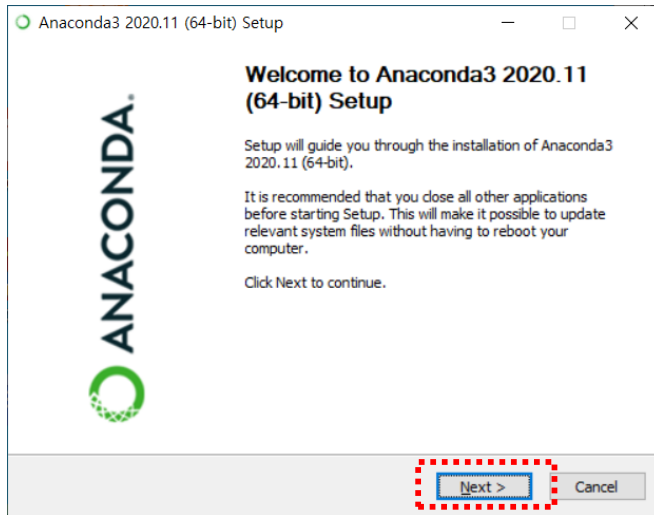 Anaconda3 2020.11 (64-bit) Setup
Welcome to Anaconda3 2020.11
(64-bit) Setup
Setup will guide you through the installation of Anaconda3
2020.11 (64-bit).
It is recommended that you close all other applications
before starting Setup. This will make it possible to update
relevant system files without having to reboot your
computer.
Click Next to continue.
ANACONDA.
Next >
Cancel